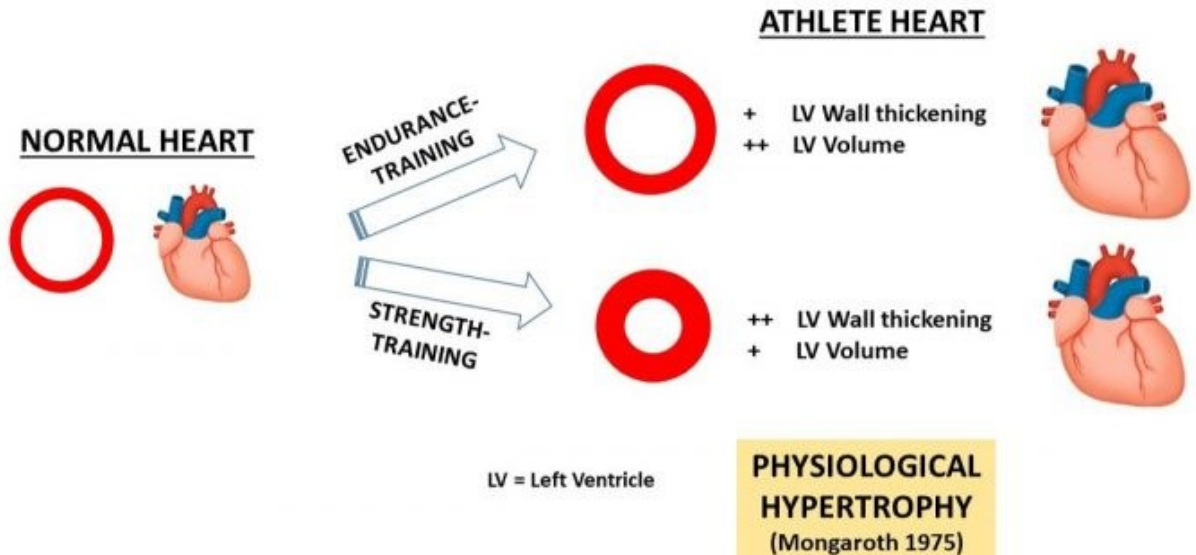 ATHLETE HEART
NORMAL HEART
ENDURANCE-
TRAINING
+ LV Wall thickening
++ LV Volume
STRENGTH-
TRAINING
++ LV Wall thickening
+ LV Volume
LV = Left Ventricle
PHYSIOLOGICAL
HYPERTROPHY
(Mongaroth 1975)